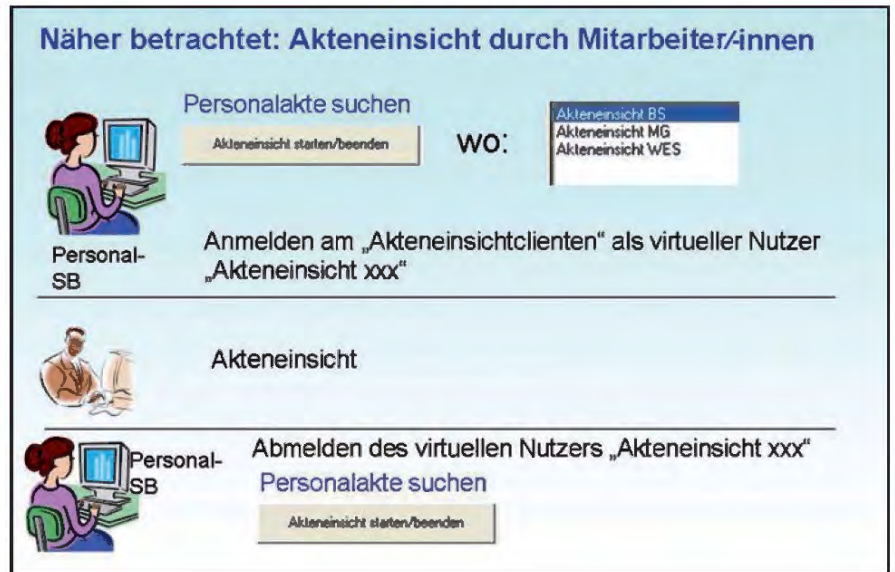 Näher betrachtet: Akteneinsicht durch Mitarbeiter/-innen
Personalakte suchen
Akteneinsicht starten/beenden
wo:
Akteneinsicht BS
Akteneinsicht MG
Akteneinsicht WES
Personal-
SB
Anmelden am „Akteneinsichtclienten“ als virtueller Nutzer
„Akteneinsicht xxx“
Akteneinsicht
Personal-
SB
Abmelden des virtuellen Nutzers „Akteneinsicht xxx“
Personalakte suchen
Akteneinsicht starten/beenden